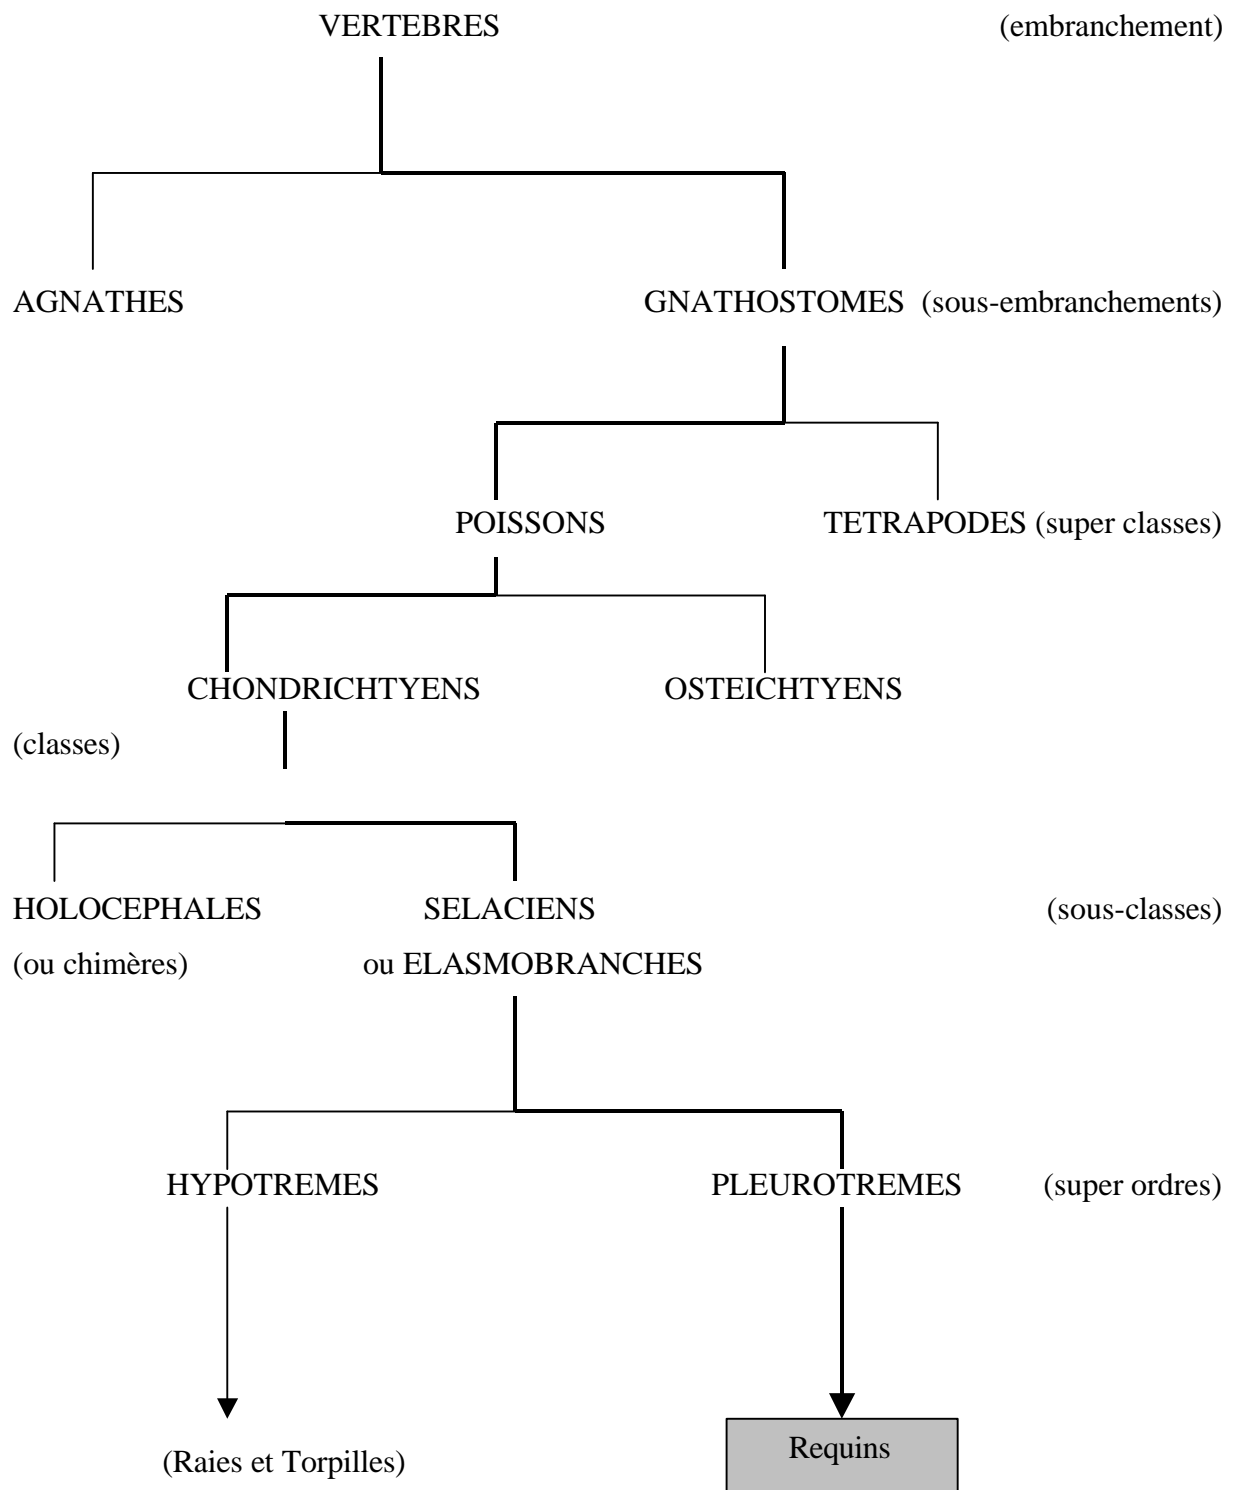 VERTEBRES (embranchement)
AGNATHES GNATHOSTOMES (sous-embranchements)
POISSONS TETRAPODES (super classes)
CHONDRICHTYENS OSTEICHTYENS
(classes)
HOLOCEPHALES SELACIENS (sous-classes)
(ou chimères) ou ELASMOBRANCHES
HYPOTREMES PLEUROTREMES (super ordres)
(Raies et Torpilles) Requins